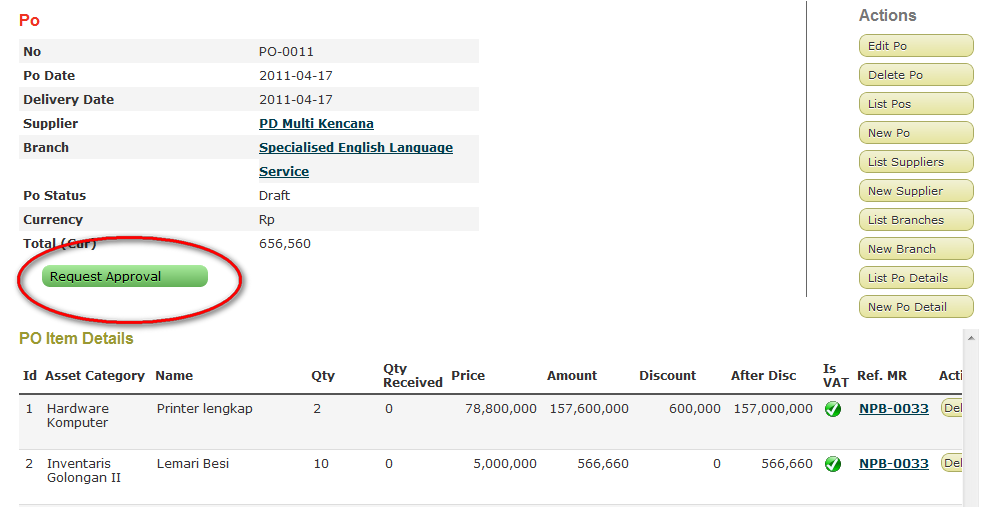 Po
No PO-0011
Po Date 2011-04-17
Delivery Date 2011-04-17
Supplier PD Multi Kencana
Branch Specialised English Language
Service
Po Status Draft
Currency Rp
Total (Cur) 656,560
Request Approval
Actions
Edit Po
Delete Po
List Pos
New Po
List Suppliers
New Supplier
List Branches
New Branch
List Po Details
New Po Detail
PO Item Details
Id Asset Category Name Qty Qty Received Price Amount Discount After Disc Is VAT Ref. MR Acti
1 Hardware Komputer Printer lengkap 2 0 78,800,000 157,600,000 600,000 157,000,000 NPB-0033 Del
2 Inventaris Golongan II Lemari Besi 10 0 5,000,000 566,660 0 566,660 NPB-0033 Del